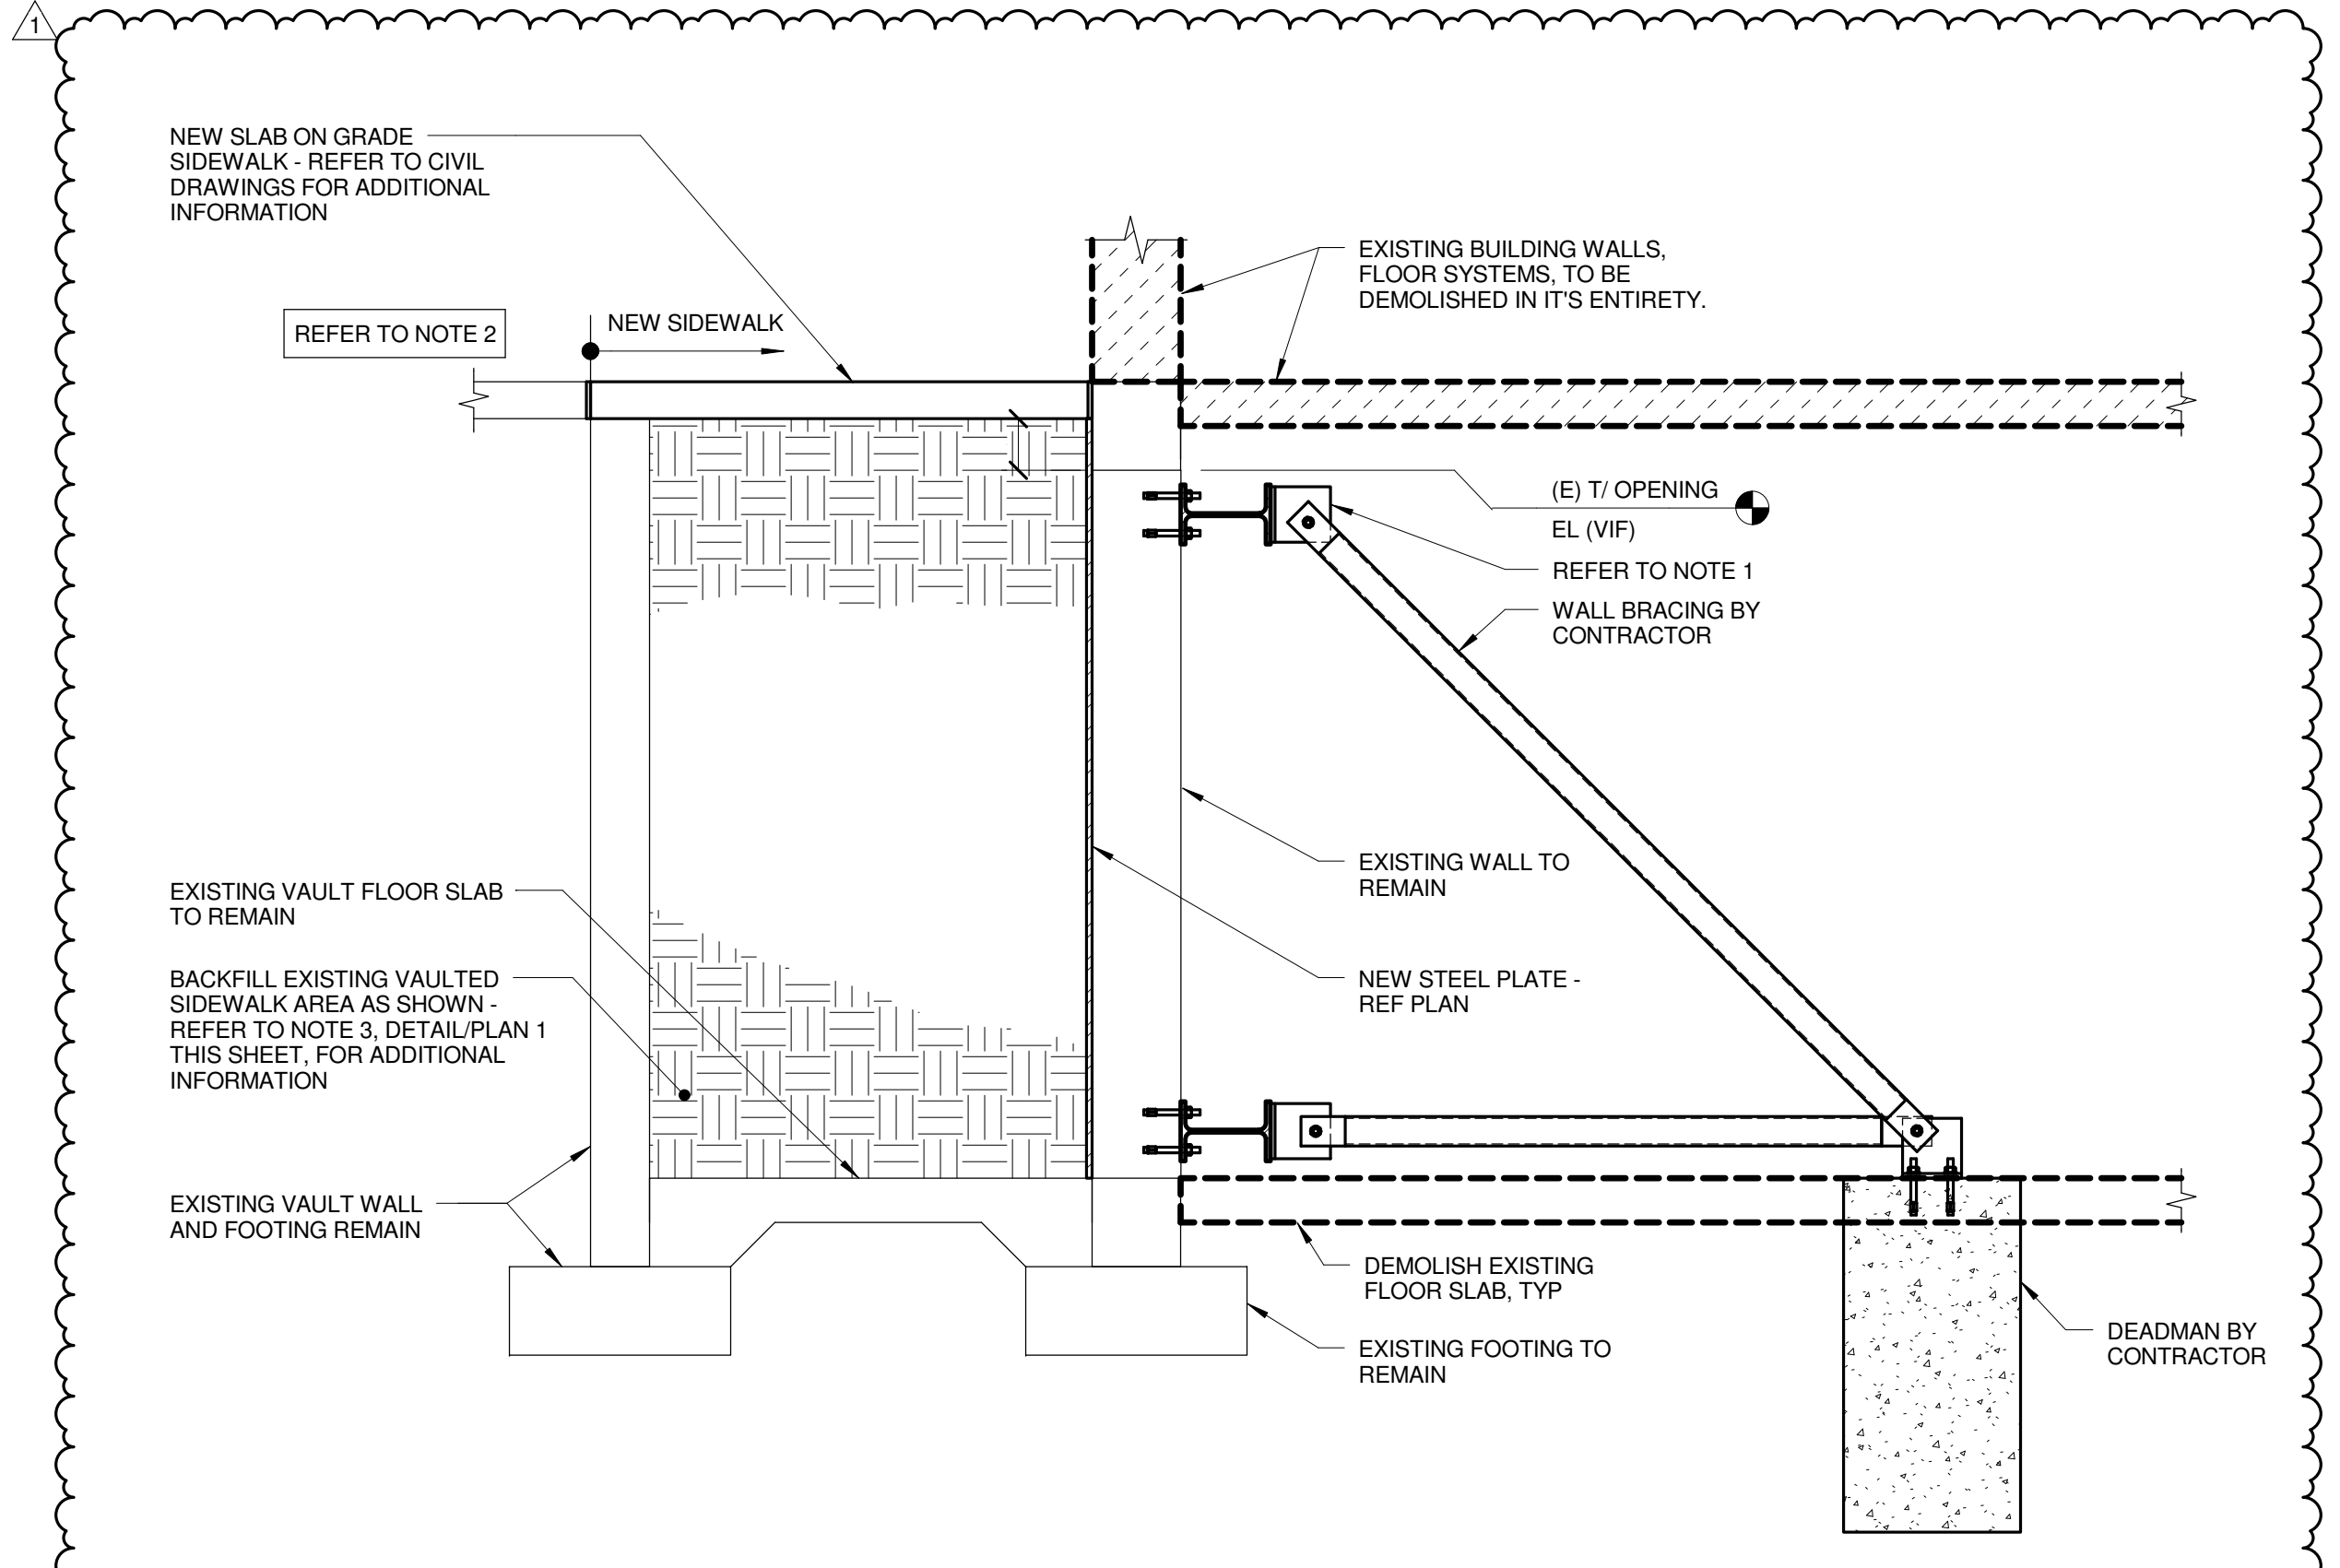 1
NEW SLAB ON GRADE
SIDEWALK - REFER TO CIVIL
DRAWINGS FOR ADDITIONAL
INFORMATION
EXISTING BUILDING WALLS,
FLOOR SYSTEMS, TO BE
DEMOLISHED IN IT'S ENTIRETY.
REFER TO NOTE 2
NEW SIDEWALK
(E) T/ OPENING
EL (VIF)
REFER TO NOTE 1
WALL BRACING BY
CONTRACTOR
EXISTING WALL TO
REMAIN
EXISTING VAULT FLOOR SLAB
TO REMAIN
NEW STEEL PLATE -
REF PLAN
BACKFILL EXISTING VAULTED
SIDEWALK AREA AS SHOWN -
REFER TO NOTE 3, DETAIL/PLAN 1
THIS SHEET, FOR ADDITIONAL
INFORMATION
EXISTING VAULT WALL
AND FOOTING REMAIN
DEMOLISH EXISTING
FLOOR SLAB, TYP
EXISTING FOOTING TO
REMAIN
DEADMAN BY
CONTRACTOR